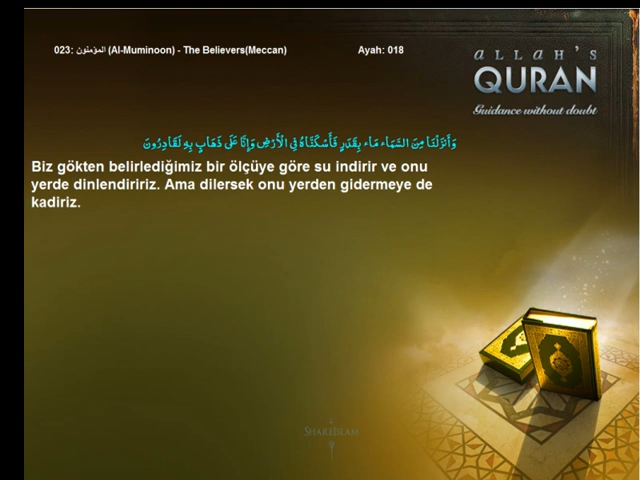 023: المؤمنون (Al-Muminoon) - The Believers(Meccan) Ayah: 018
ALLAH'S
QURAN
Guidance without doubt
وَأَنزَلْنَا مِنَ السَّمَاء مَاء بِقَدَرٍ فَأَسْكَنَّاهُ فِي الْأَرْضِ وَإِنَّا عَلَى ذَهَابٍ بِهِ لَقَادِرُونَ
Biz gökten belirlediğimiz bir ölçüye göre su indirir ve onu
yerde dinlendiririz. Ama dilersek onu yerden gidermeye de
kadiriz.
SHAREISLAM